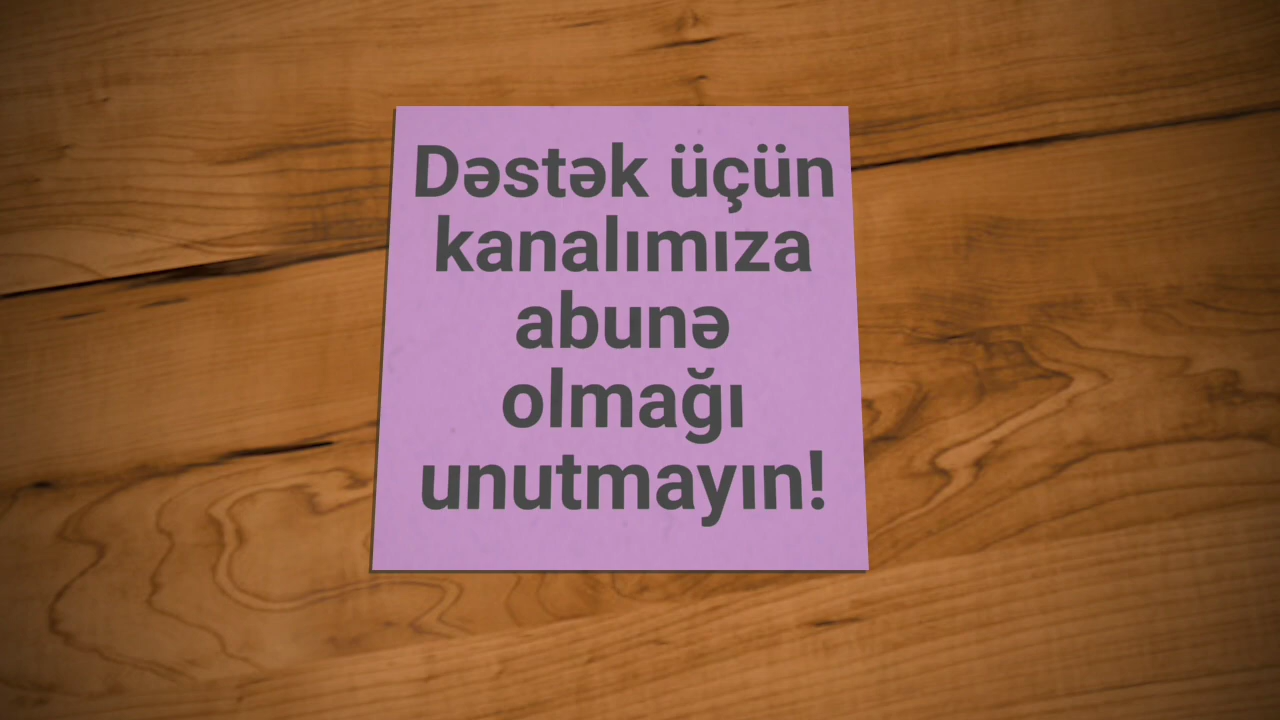 Dəstək üçün
kanalımıza
abunə
olmağı
unutmayın!